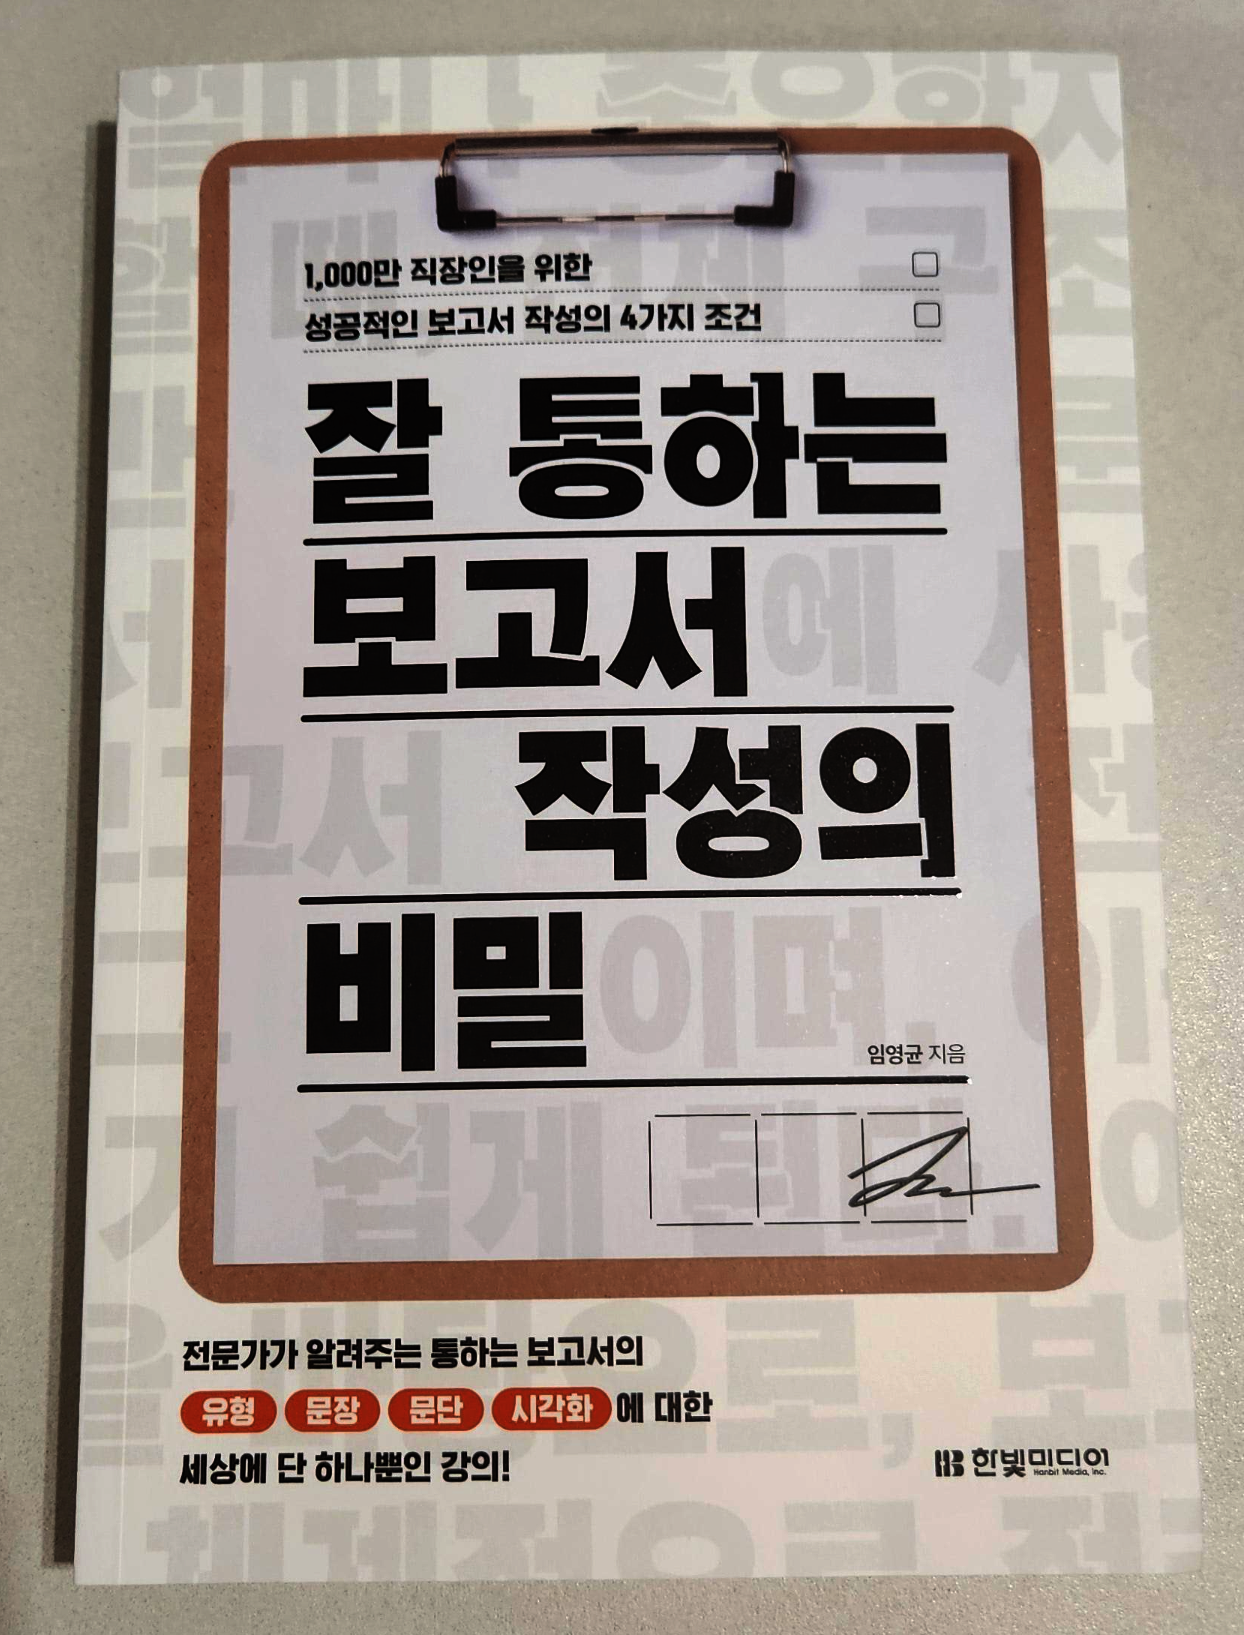 1,000만 직장인을 위한
성공적인 보고서 작성의 4가지 조건
잘 통하는
보고서
작성의
비밀
임영균 지음
전문가가 알려주는 통하는 보고서의
유형 문장 문단 시각화에 대한
세상에 단 하나뿐인 강의!
HB 한빛미디어
Hanbit Media, Inc.